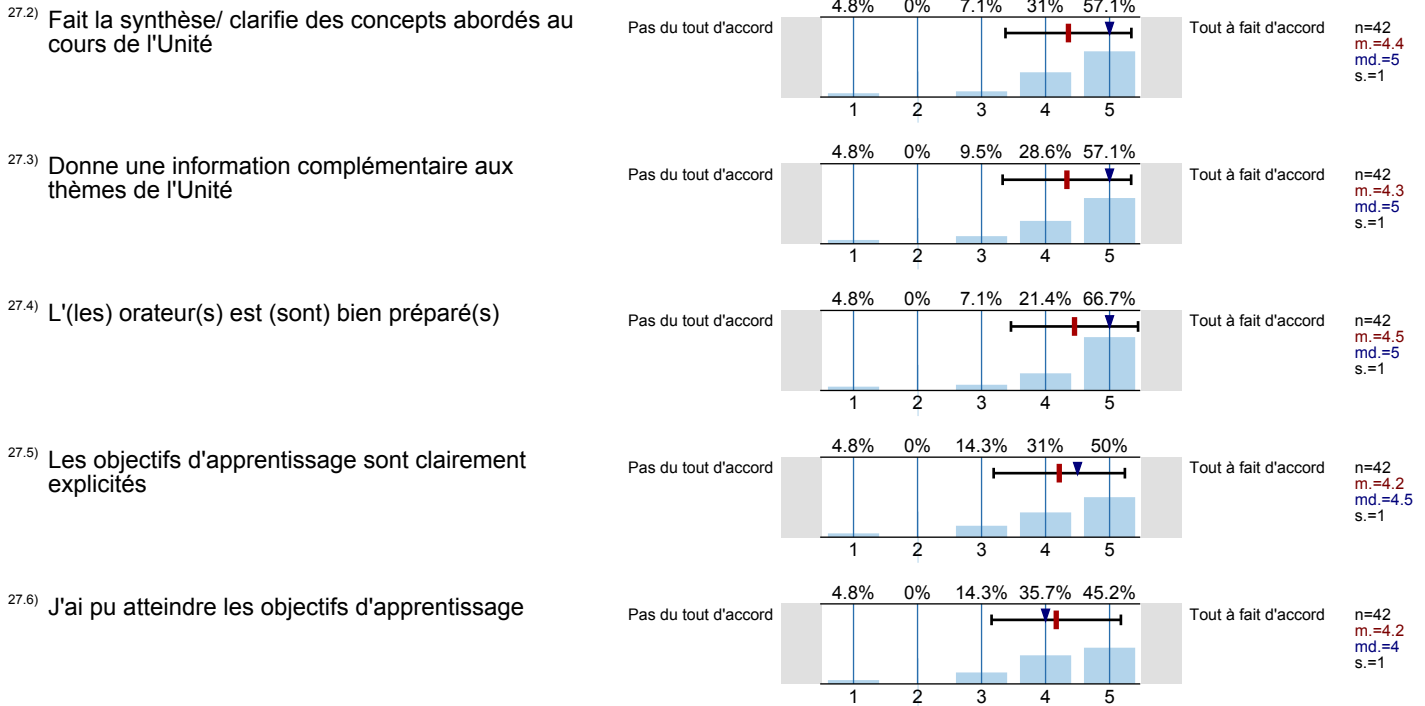 27.2) Fait la synthèse/ clarifie des concepts abordés au
cours de l'Unité
4.8% 0% 7.1% 31% 57.1%
Pas du tout d'accord
Tout à fait d'accord
n=42
m.=4.4
md.=5
s.=1
1 2 3 4 5
27.3) Donne une information complémentaire aux
thèmes de l'Unité
4.8% 0% 9.5% 28.6% 57.1%
Pas du tout d'accord
Tout à fait d'accord
n=42
m.=4.3
md.=5
s.=1
1 2 3 4 5
27.4) L'(les) orateur(s) est (sont) bien préparé(s)
4.8% 0% 7.1% 21.4% 66.7%
Pas du tout d'accord
Tout à fait d'accord
n=42
m.=4.5
md.=5
s.=1
1 2 3 4 5
27.5) Les objectifs d'apprentissage sont clairement
explicités
4.8% 0% 14.3% 31% 50%
Pas du tout d'accord
Tout à fait d'accord
n=42
m.=4.2
md.=4.5
s.=1
1 2 3 4 5
27.6) J'ai pu atteindre les objectifs d'apprentissage
4.8% 0% 14.3% 35.7% 45.2%
Pas du tout d'accord
Tout à fait d'accord
n=42
m.=4.2
md.=4
s.=1
1 2 3 4 5